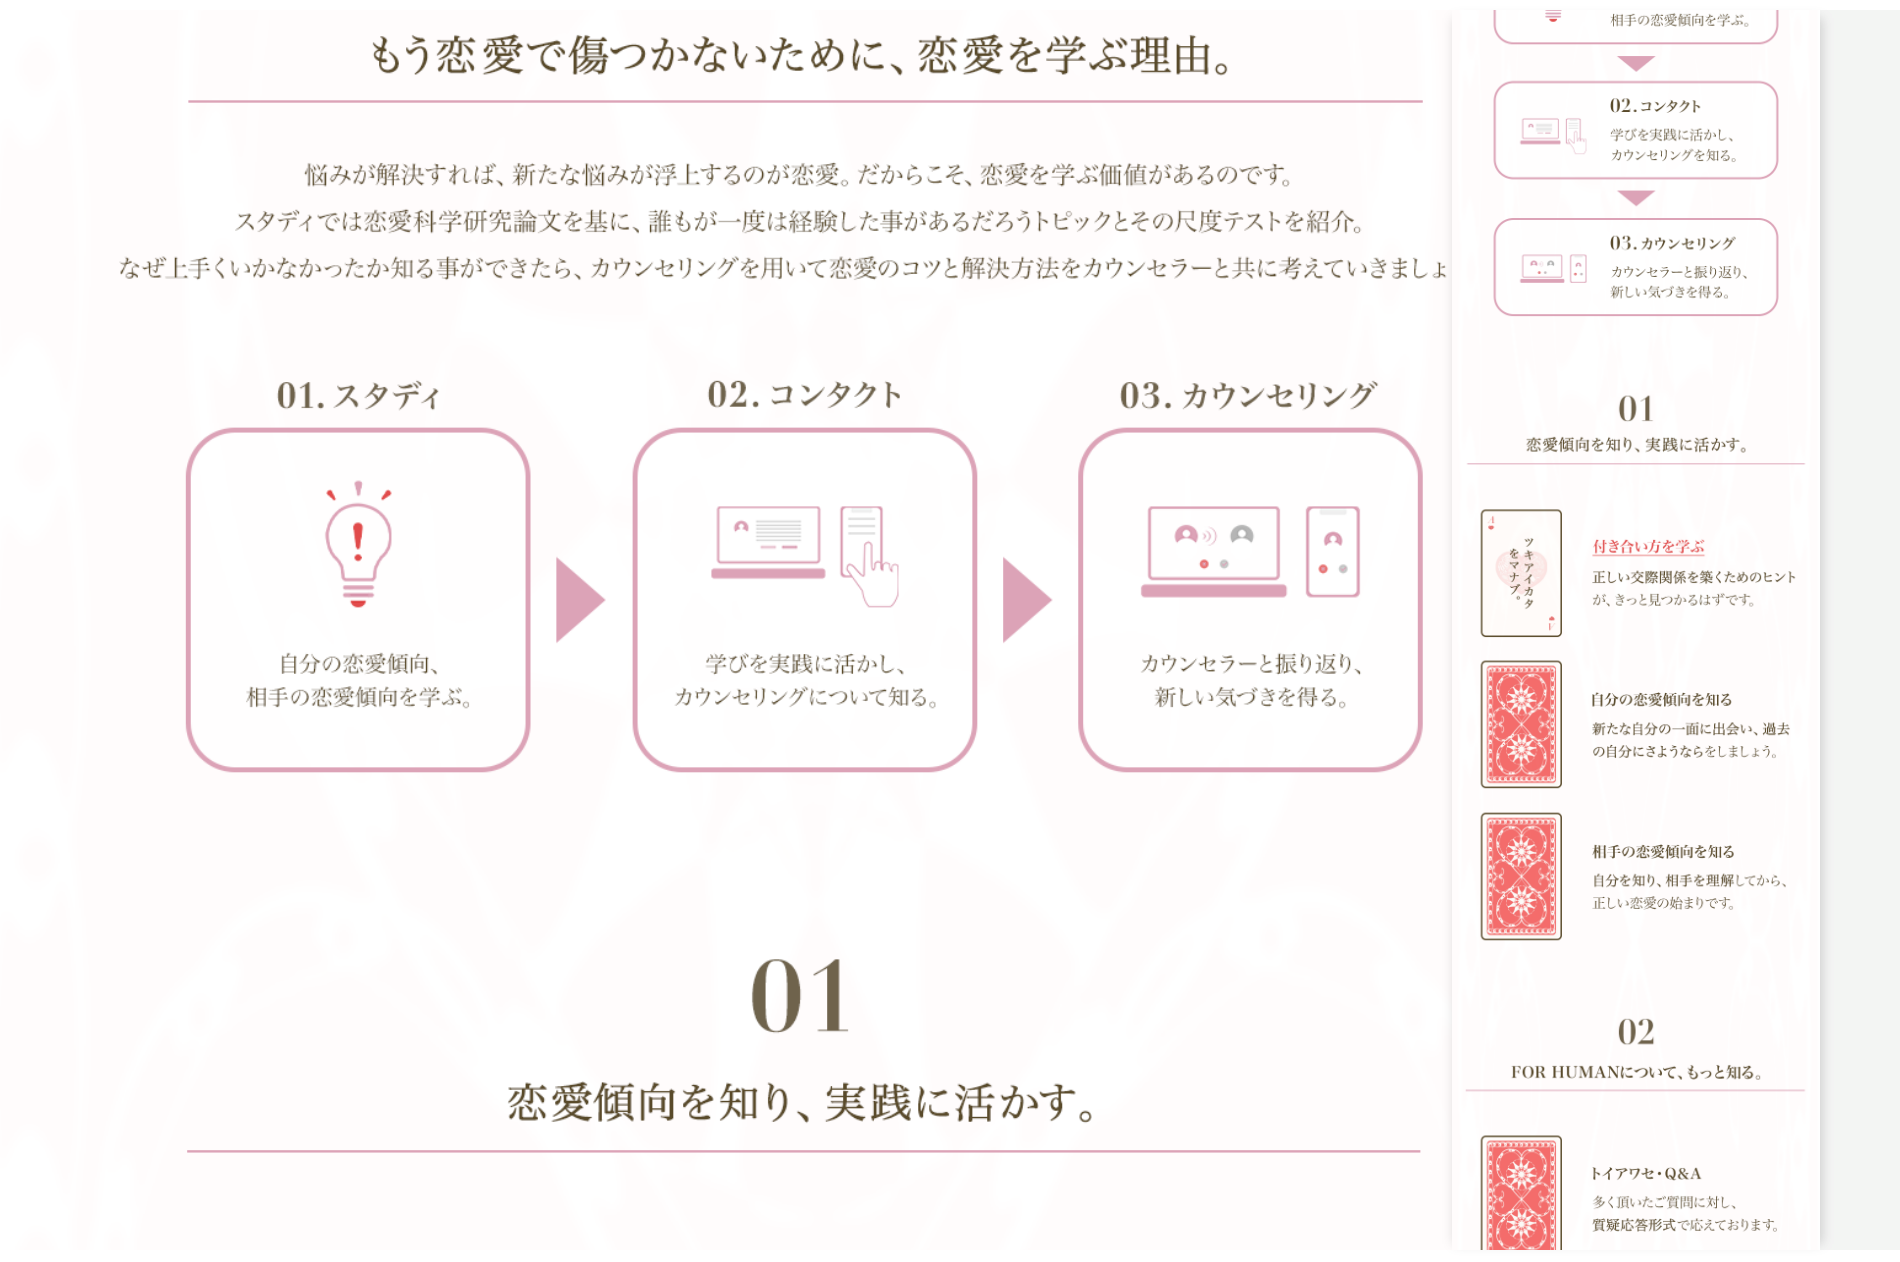 もう恋愛で傷つかないために、恋愛を学ぶ理由。
悩みが解決すれば、新たな悩みが浮上するのが恋愛。だからこそ、恋愛を学ぶ価値があるのです。
スタディでは恋愛科学研究論文を基に、誰もが一度は経験した事があるだろうトピックとその尺度テストを紹介。
なぜ上手くいかなかったか知る事ができたら、カウンセリングを用いて恋愛のコツと解決方法をカウンセラーと共に考えていきましょ
01. スタディ
自分の恋愛傾向、
相手の恋愛傾向を学ぶ。
02. コンタクト
学びを実践に活かし、
カウンセリングについて知る。
03. カウンセリング
カウンセラーと振り返り、
新しい気づきを得る。
01
恋愛傾向を知り、実践に活かす。
相手の恋愛傾向を学ぶ。
02.コンタクト
学びを実践に活かし、
カウンセリングを知る。
03.カウンセリング
カウンセラーと振り返り、
新しい気づきを得る。
01
恋愛傾向を知り、実践に活かす。
ツキアイカタ
をマナブ。
付き合い方を学ぶ
正しい交際関係を築くためのヒント
が、きっと見つかるはずです。
自分の恋愛傾向を知る
新たな自分の一面に出会い、過去
の自分にさようならをしましょう。
相手の恋愛傾向を知る
自分を知り、相手を理解してから、
正しい恋愛の始まりです。
02
FOR HUMANについて、もっと知る。
トイアワセ・Q&A
多く頂いたご質問に対し、
質疑応答形式で応えております。